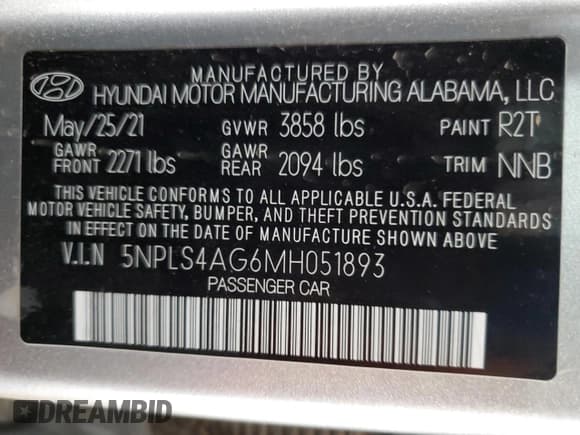 MANUFACTURED BY
HYUNDAI MOTOR MANUFACTURING ALABAMA, LLC
May/25/21 GVWR 3858 lbs PAINT R2T
GAWR FRONT 2271 lbs GAWR REAR 2094 lbs TRIM NNB
THIS VEHICLE CONFORMS TO ALL APPLICABLE U.S.A. FEDERAL
MOTOR VEHICLE SAFETY, BUMPER, AND THEFT PREVENTION STANDARDS
IN EFFECT ON THE DATE OF MANUFACTURE SHOWN ABOVE
V.I.N 5NPLS4AG6MH051893
PASSENGER CAR
DREAMBID